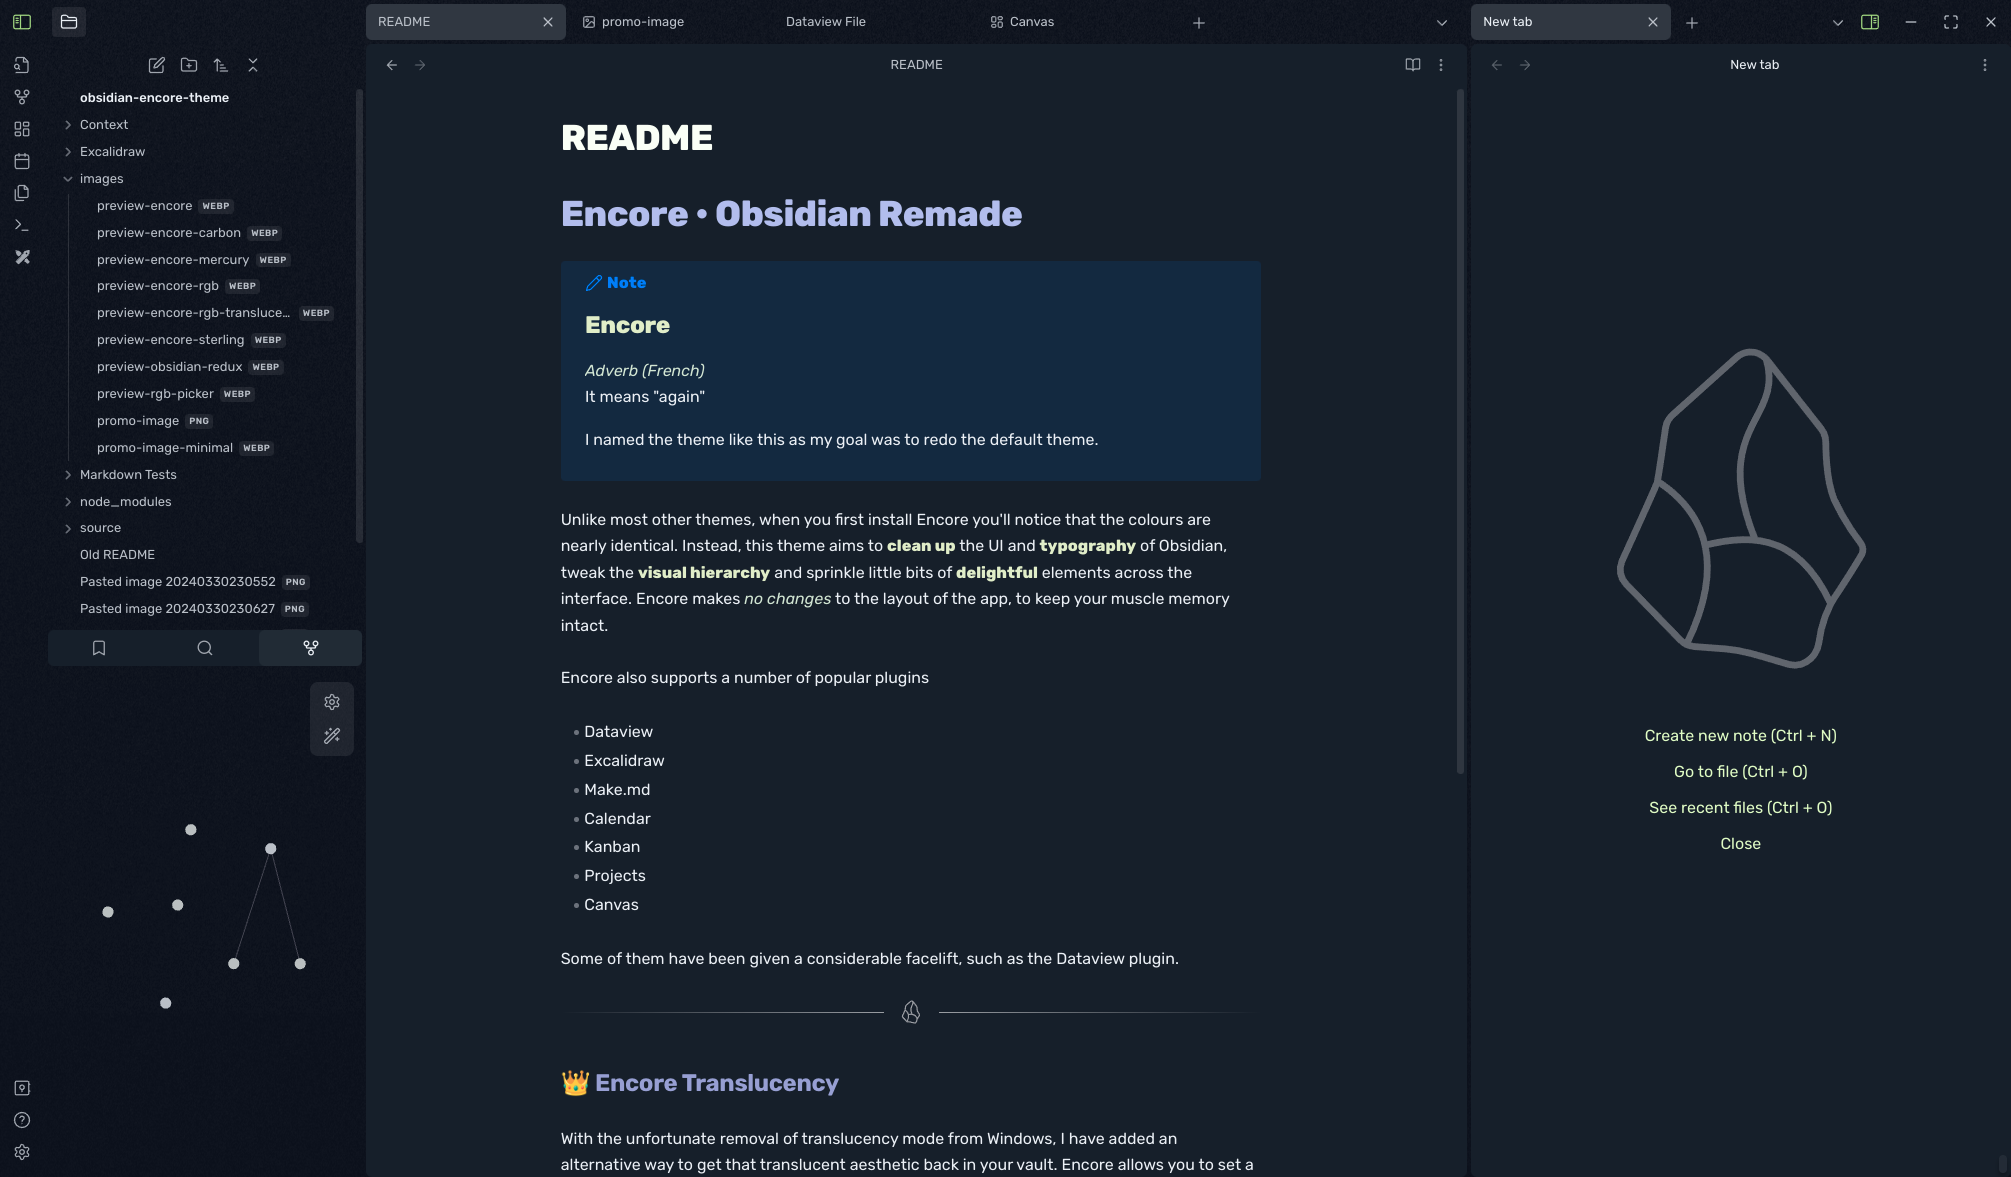 README
promo-image
Dataview File
Canvas
New tab
obsidian-encore-theme
Context
Excalidraw
images
preview-encore WEBP
preview-encore-carbon WEBP
preview-encore-mercury WEBP
preview-encore-rgb WEBP
preview-encore-rgb-transluce... WEBP
preview-encore-sterling WEBP
preview-obsidian-redux WEBP
preview-rgb-picker WEBP
promo-image PNG
promo-image-minimal WEBP
Markdown Tests
node_modules
source
Old README
Pasted image 20240330230552 PNG
Pasted image 20240330230627 PNG
README
README
Encore • Obsidian Remade
Note
Encore
Adverb (French)
It means "again"
I named the theme like this as my goal was to redo the default theme.
Unlike most other themes, when you first install Encore you'll notice that the colours are
nearly identical. Instead, this theme aims to clean up the UI and typography of Obsidian,
tweak the visual hierarchy and sprinkle little bits of delightful elements across the
interface. Encore makes no changes to the layout of the app, to keep your muscle memory
intact.
Encore also supports a number of popular plugins
• Dataview
• Excalidraw
• Make.md
• Calendar
• Kanban
• Projects
• Canvas
Some of them have been given a considerable facelift, such as the Dataview plugin.
👑 Encore Translucency
With the unfortunate removal of translucency mode from Windows, I have added an
alternative way to get that translucent aesthetic back in your vault. Encore allows you to set a
New tab
Create new note (Ctrl + N)
Go to file (Ctrl + O)
See recent files (Ctrl + O)
Close